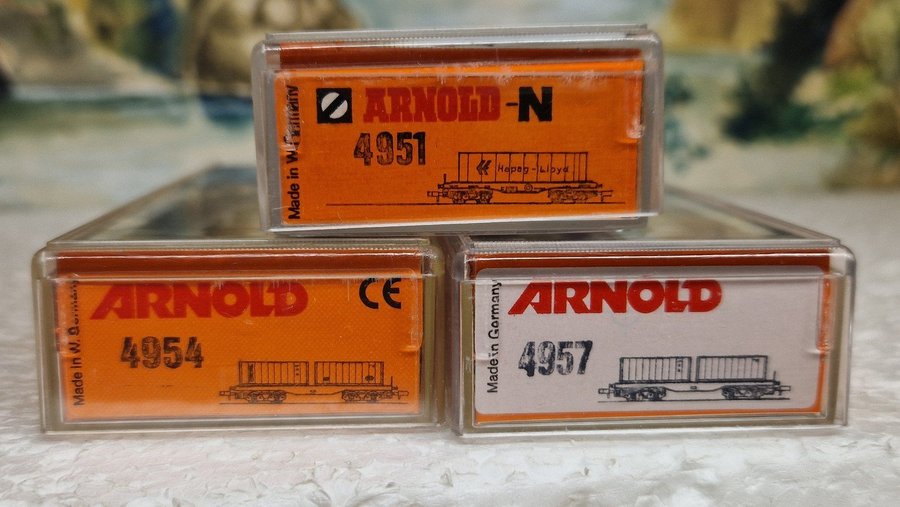 Made in W. Germany
ARNOLD-N
4951
Hapag-Lloyd
Made in W. Germany
ARNOLD
CE
4954
Made in Germany
ARNOLD
4957